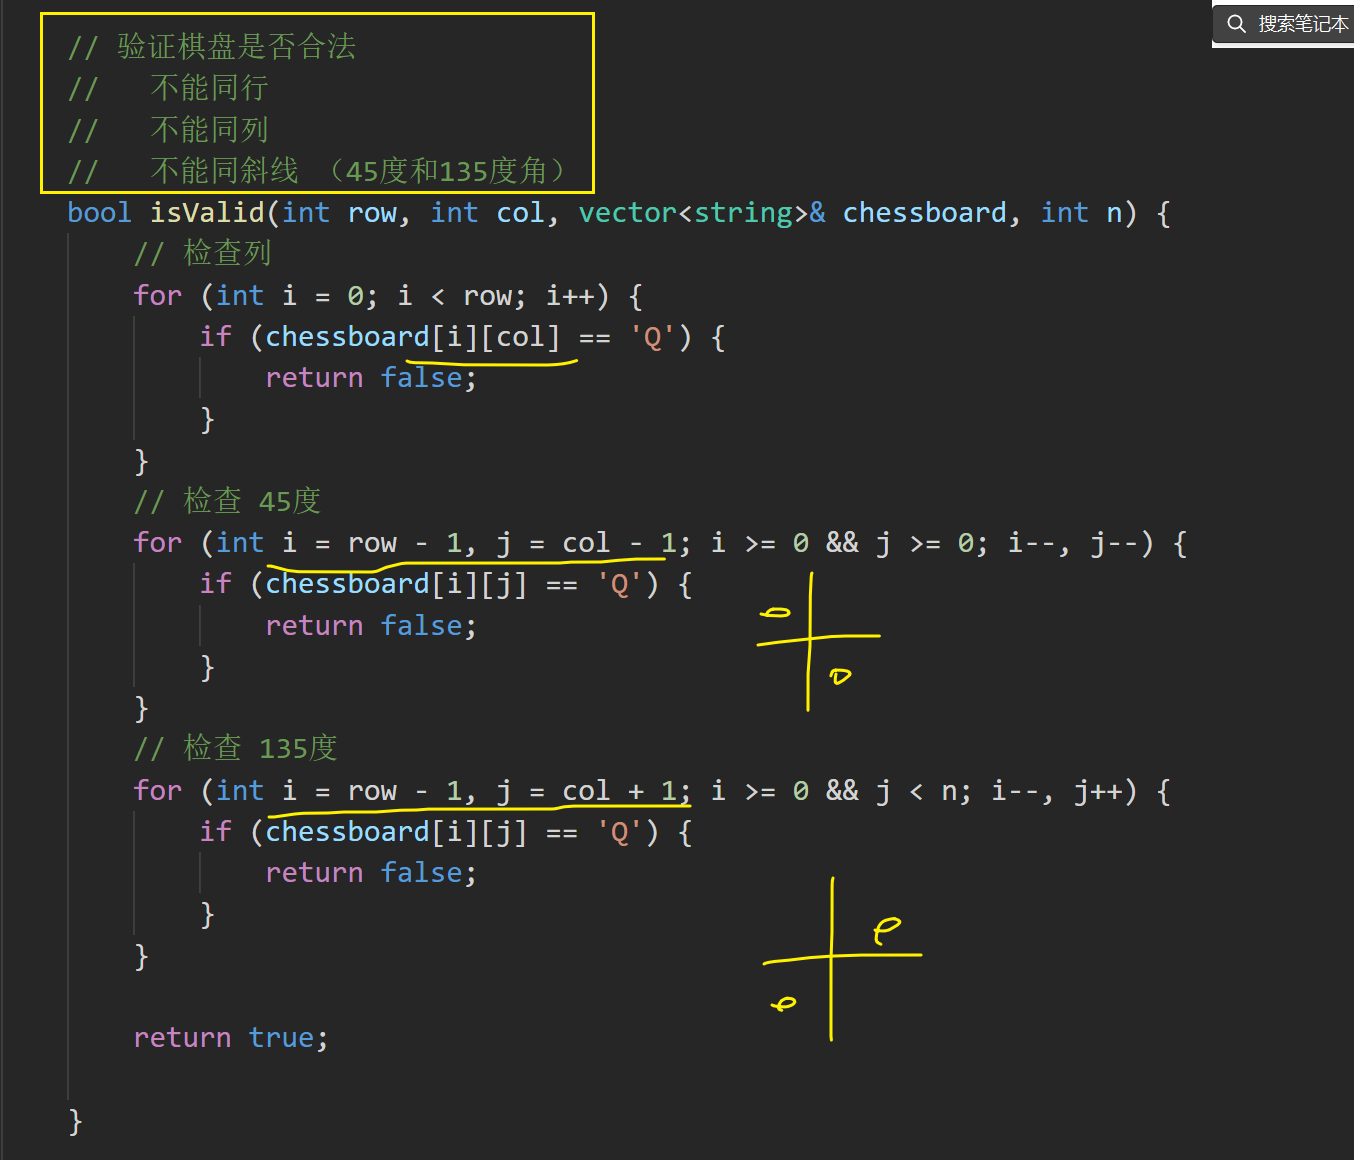 搜索笔记本
// 验证棋盘是否合法
//   不能同行
//   不能同列
//   不能同斜线 （45度和135度角）
bool isValid(int row, int col, vector<string>& chessboard, int n) {
    // 检查列
    for (int i = 0; i < row; i++) {
        if (chessboard[i][col] == 'Q') {
            return false;
        }
    }
    // 检查 45度
    for (int i = row - 1, j = col - 1; i >= 0 && j >= 0; i--, j--) {
        if (chessboard[i][j] == 'Q') {
            return false;
        }
    }
    // 检查 135度
    for (int i = row - 1, j = col + 1; i >= 0 && j < n; i--, j++) {
        if (chessboard[i][j] == 'Q') {
            return false;
        }
    }
    return true;
}